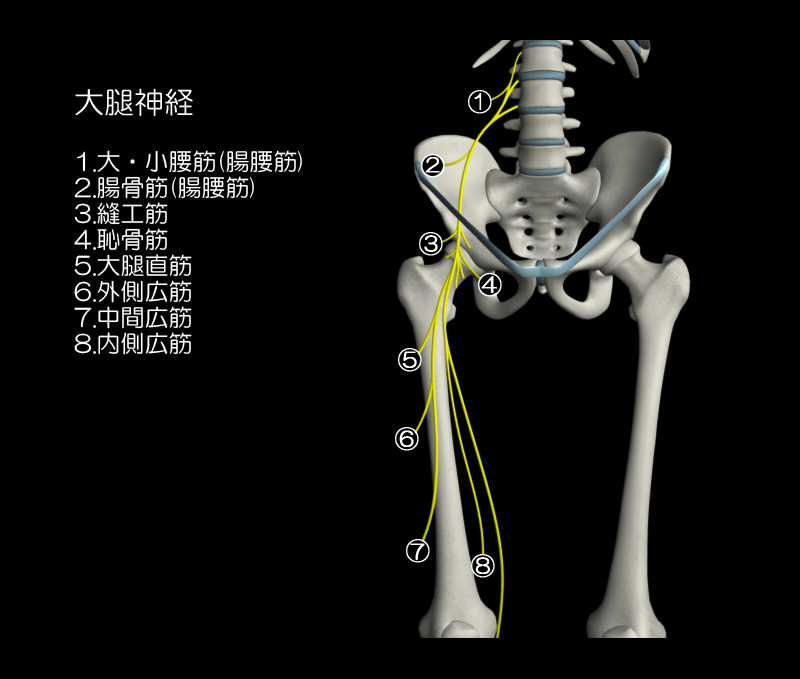 大腿神経
1.大・小腰筋(腸腰筋)
2.腸骨筋(腸腰筋)
3.縫工筋
4.恥骨筋
5.大腿直筋
6.外側広筋
7.中間広筋
8.内側広筋
①
②
③
④
⑤
⑥
⑦
⑧